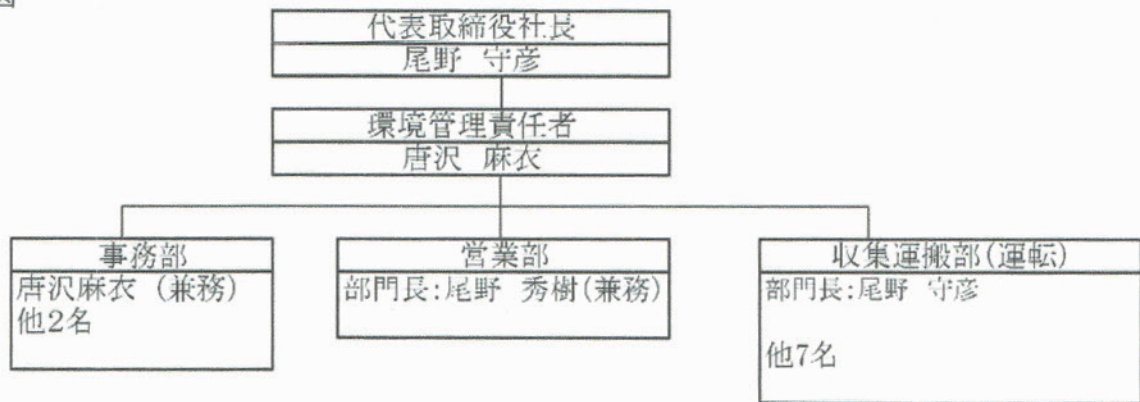 代表取締役社長
尾野 守彦
環境管理責任者
唐沢 麻衣
事務部
唐沢麻衣 (兼務)
他2名
営業部
部門長:尾野 秀樹(兼務)
収集運搬部(運転)
部門長:尾野 守彦
他7名